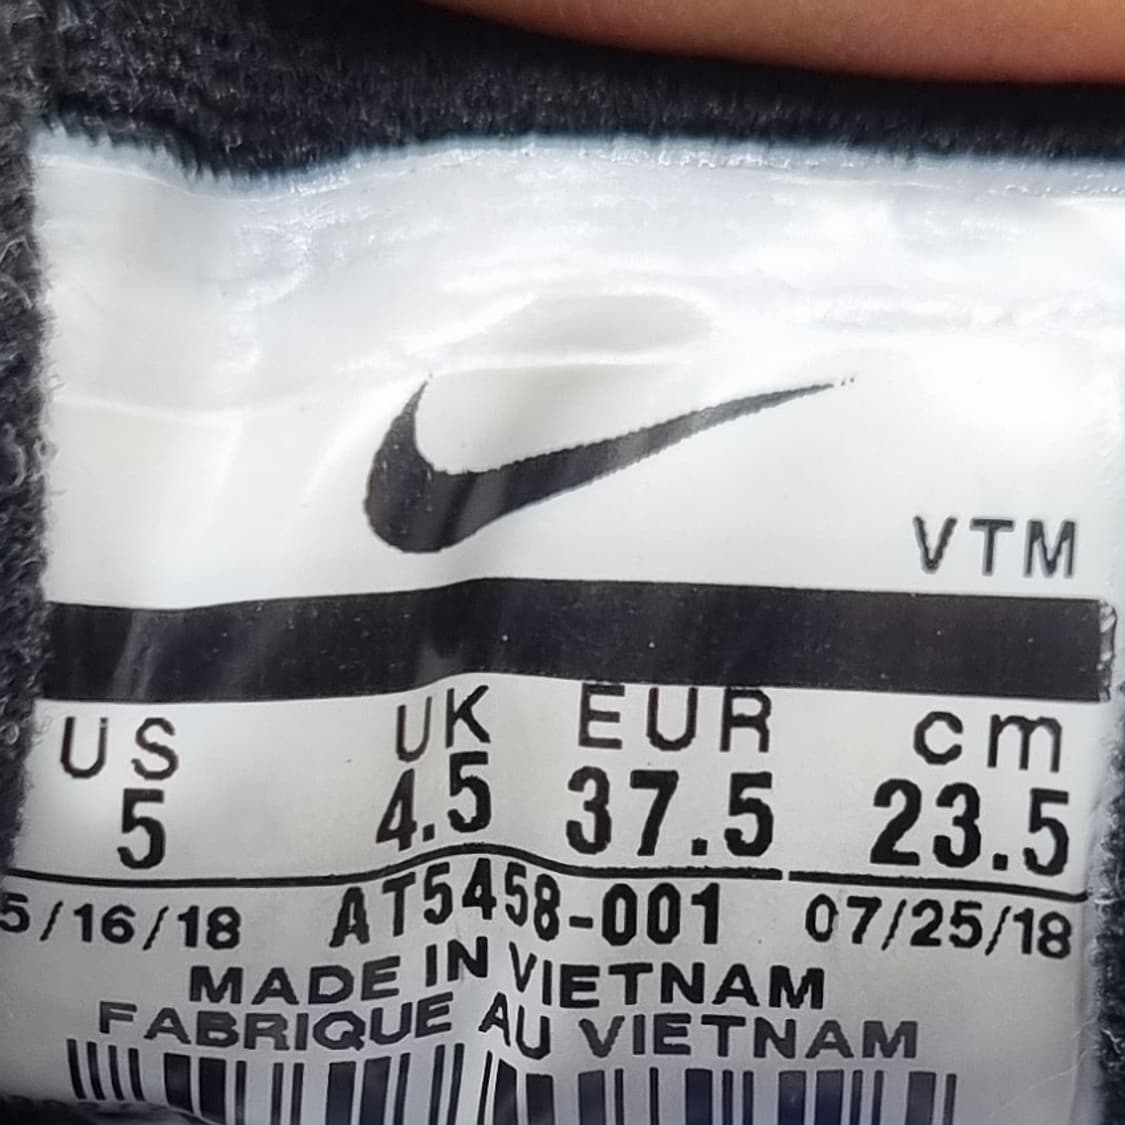 VTM
US UK EUR cm
5 4.5 37.5 23.5
5/16/18 AT5458-001 07/25/18
MADE IN VIETNAM
FABRIQUE AU VIETNAM